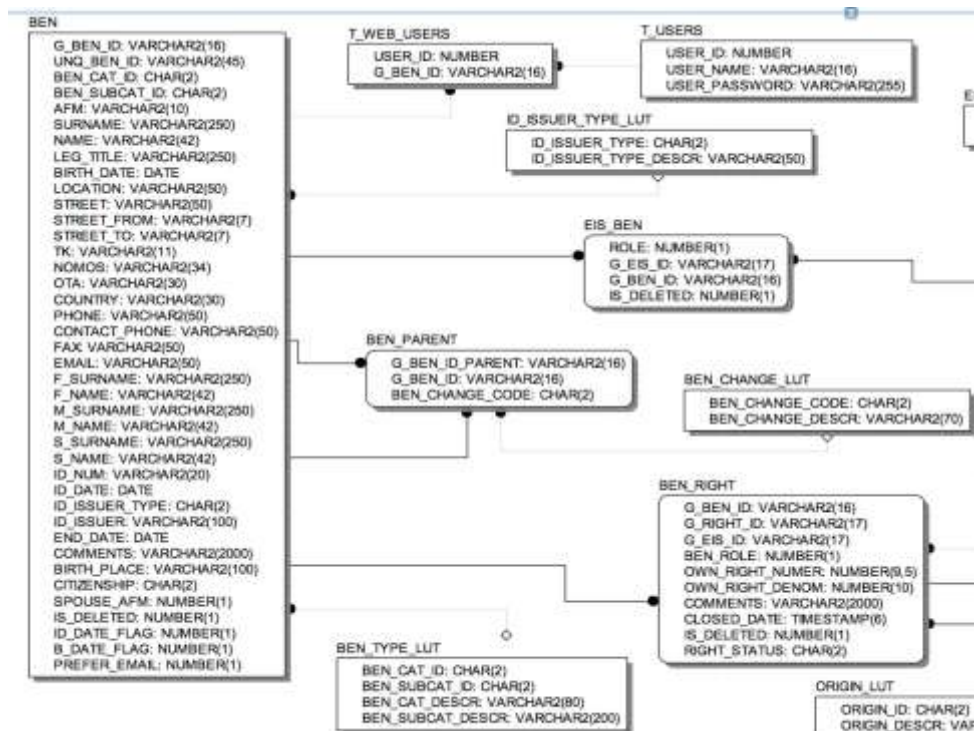 BEN
G_BEN_ID: VARCHAR2(16)
UNQ_BEN_ID: VARCHAR2(45)
BEN_CAT_ID: CHAR(2)
BEN_SUBCAT_ID: CHAR(2)
AFM: VARCHAR2(10)
SURNAME: VARCHAR2(250)
NAME: VARCHAR2(42)
LEG_TITLE: VARCHAR2(250)
BIRTH_DATE: DATE
LOCATION: VARCHAR2(50)
STREET: VARCHAR2(50)
STREET_FROM: VARCHAR2(7)
STREET_TO: VARCHAR2(7)
TK: VARCHAR2(11)
NOMOS: VARCHAR2(34)
OTA: VARCHAR2(30)
COUNTRY: VARCHAR2(30)
PHONE: VARCHAR2(50)
CONTACT_PHONE: VARCHAR2(50)
FAX: VARCHAR2(50)
EMAIL: VARCHAR2(50)
F_SURNAME: VARCHAR2(250)
F_NAME: VARCHAR2(42)
M_SURNAME: VARCHAR2(250)
M_NAME: VARCHAR2(42)
S_SURNAME: VARCHAR2(250)
S_NAME: VARCHAR2(42)
ID_NUM: VARCHAR2(20)
ID_DATE: DATE
ID_ISSUER_TYPE: CHAR(2)
ID_ISSUER: VARCHAR2(100)
END_DATE: DATE
COMMENTS: VARCHAR2(2000)
BIRTH_PLACE: VARCHAR2(100)
CITIZENSHIP: CHAR(2)
SPOUSE_AFM: NUMBER(1)
IS_DELETED: NUMBER(1)
ID_DATE_FLAG: NUMBER(1)
B_DATE_FLAG: NUMBER(1)
PREFER_EMAIL: NUMBER(1)
T_WEB_USERS
USER_ID: NUMBER
G_BEN_ID: VARCHAR2(16)
T_USERS
USER_ID: NUMBER
USER_NAME: VARCHAR2(16)
USER_PASSWORD: VARCHAR2(255)
ID_ISSUER_TYPE_LUT
ID_ISSUER_TYPE: CHAR(2)
ID_ISSUER_TYPE_DESCR: VARCHAR2(50)
EIS_BEN
ROLE: NUMBER(1)
G_EIS_ID: VARCHAR2(17)
G_BEN_ID: VARCHAR2(16)
IS_DELETED: NUMBER(1)
BEN_PARENT
G_BEN_ID_PARENT: VARCHAR2(16)
G_BEN_ID: VARCHAR2(16)
BEN_CHANGE_CODE: CHAR(2)
BEN_CHANGE_LUT
BEN_CHANGE_CODE: CHAR(2)
BEN_CHANGE_DESCR: VARCHAR2(70)
BEN_RIGHT
G_BEN_ID: VARCHAR2(16)
G_RIGHT_ID: VARCHAR2(17)
G_EIS_ID: VARCHAR2(17)
BEN_ROLE: NUMBER(1)
OWN_RIGHT_NUMER: NUMBER(9,5)
OWN_RIGHT_DENOM: NUMBER(10)
COMMENTS: VARCHAR2(2000)
CLOSED_DATE: TIMESTAMP(6)
IS_DELETED: NUMBER(1)
RIGHT_STATUS: CHAR(2)
BEN_TYPE_LUT
BEN_CAT_ID: CHAR(2)
BEN_SUBCAT_ID: CHAR(2)
BEN_CAT_DESCR: VARCHAR2(80)
BEN_SUBCAT_DESCR: VARCHAR2(200)
ORIGIN_LUT
ORIGIN_ID: CHAR(2)
ORIGIN_DESCR: